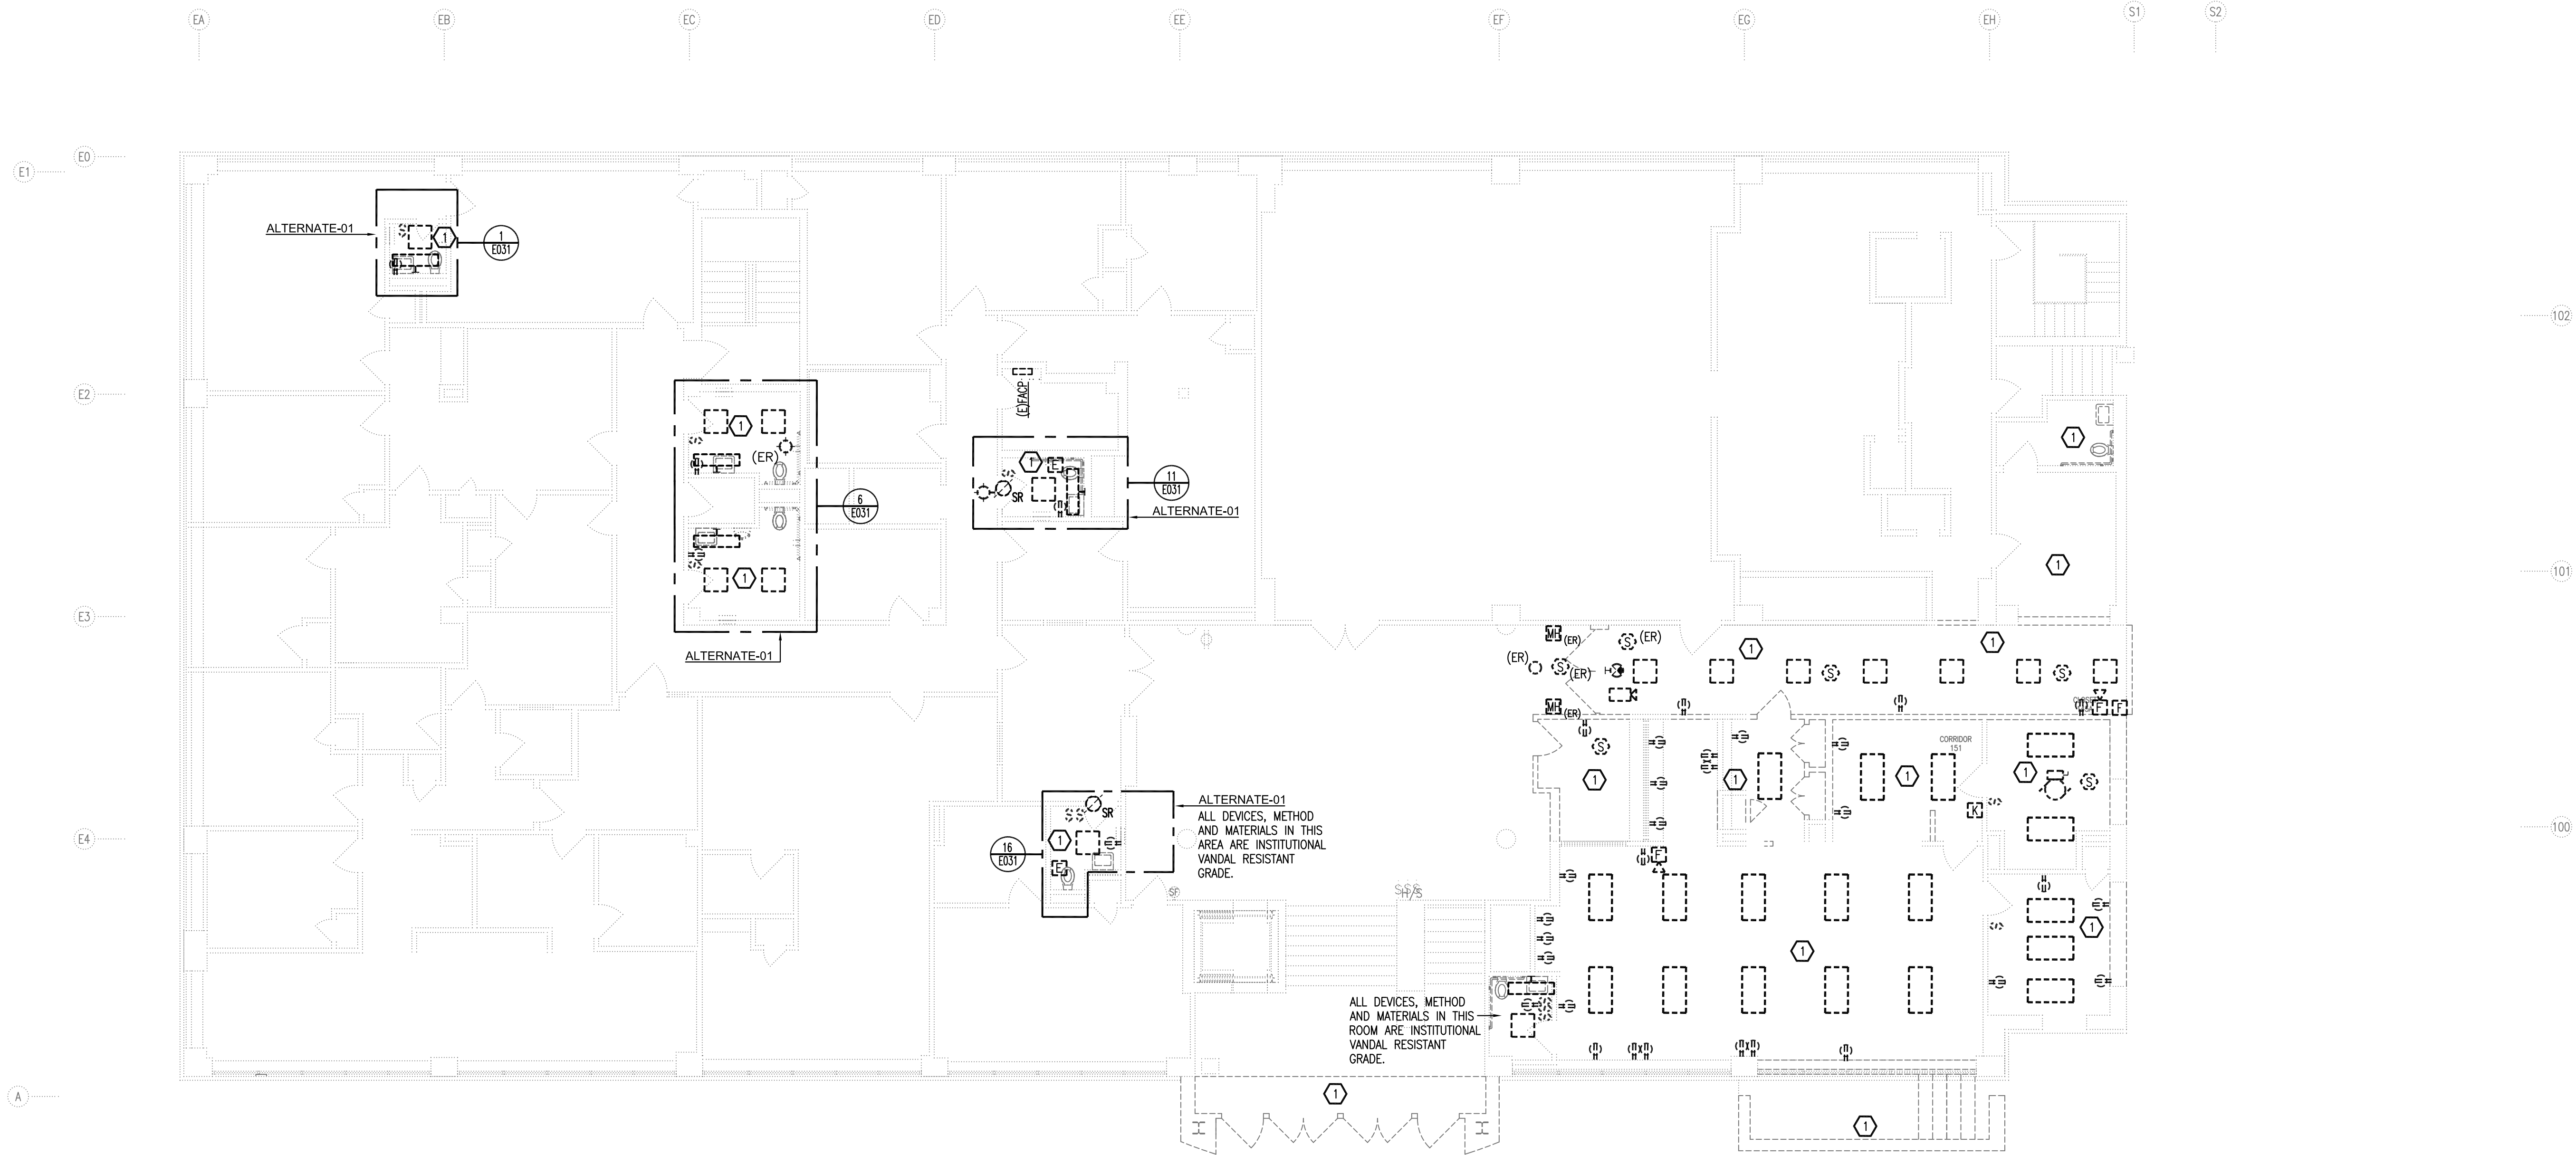 EA
EB
EC
ED
EE
EF
EG
EH
S1
S2
E0
E1
ALTERNATE-01
S
1
1
E031
102
E2
(E)FACP
1
(ER)
6
E031
1
ALTERNATE-01
1
E
SR
11
E031
ALTERNATE-01
1
1
101
E3
MH
(ER)
S
(ER)
(ER)
S
(ER)
MH
(ER)
1
1
S
S
CLOSET
F
F
S
1
1
CORRIDOR
151
1
1
S
K
F
1
1
100
E4
ALTERNATE-01
ALL DEVICES, METHOD
AND MATERIALS IN THIS
AREA ARE INSTITUTIONAL
VANDAL RESISTANT
GRADE.
SR
1
E
16
E031
SF
ALL DEVICES, METHOD
AND MATERIALS IN THIS
ROOM ARE INSTITUTIONAL
VANDAL RESISTANT
GRADE.
A
1
1